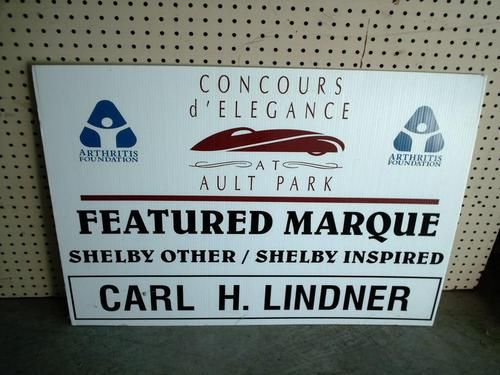 CONCOURS
d'ELEGANCE
AT
AULT PARK
ARTHRITIS
FOUNDATION
ARTHRITIS
FOUNDATION
FEATURED MARQUE
SHELBY OTHER / SHELBY INSPIRED
CARL H. LINDNER